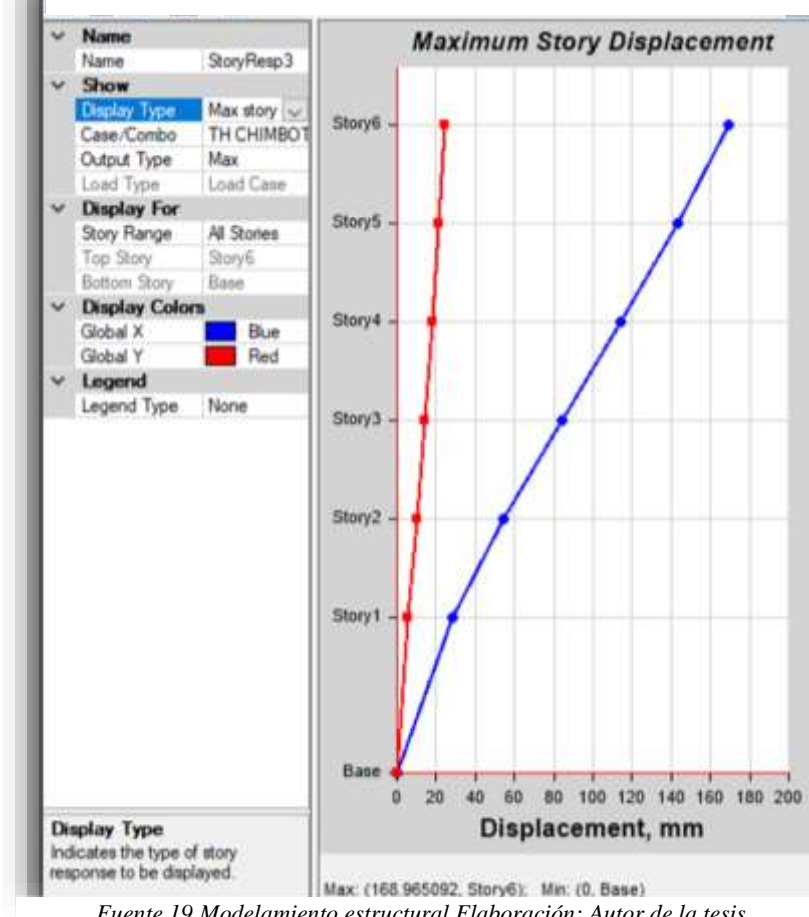 Name
Name StoryResp3
Show
Display Type Max story
Case/Combo TH CHIMBOT
Output Type Max
Load Type Load Case
Display For
Story Range All Stories
Top Story Story6
Bottom Story Base
Display Colors
Global X Blue
Global Y Red
Legend
Legend Type None
Display Type
Indicates the type of story
response to be displayed.
Maximum Story Displacement
Story6
Story5
Story4
Story3
Story2
Story1
Base
0 20 40 60 80 100 120 140 160 180 200
Displacement, mm
Max: (168.965092, Story6); Min: (0, Base)
Fuente 19 Modelamiento estructural Elaboración: Autor de la tesis